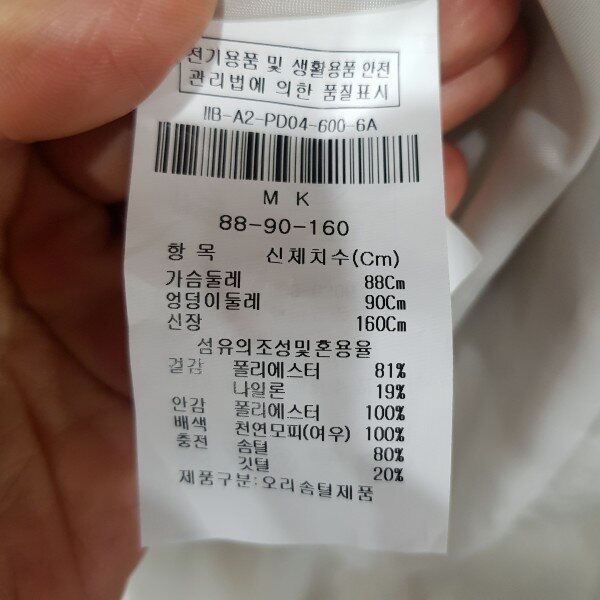 전기용품 및 생활용품 안전
관리법에 의한 품질표시
IIB-A2-PD04-600-6A
M K
88-90-160
항 목 신체치수(Cm)
가슴둘레 88Cm
엉덩이둘레 90Cm
신장 160Cm
섬유의조성및혼용율
겉감 폴리에스터 81%
나일론 19%
안감 폴리에스터 100%
배색 천연모피(여우) 100%
충전 솜털 80%
깃털 20%
제품구분:오리솜털제품